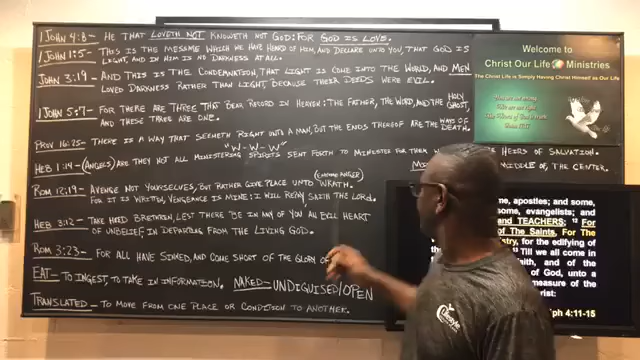 1 JOHN 4:8 – HE THAT LOVETH NOT KNOWETH NOT GOD: FOR GOD IS LOVE.
1 JOHN 1:5 – THIS IS THE MESSAGE WHICH WE HAVE HEARD OF HIM, AND DECLARE UNTO YOU, THAT GOD IS
LIGHT, AND IN HIM IS NO DARKNESS AT ALL.
JOHN 3:19 – AND THIS IS THE CONDEMNATION, THAT LIGHT IS COME INTO THE WORLD, AND MEN
LOVED DARKNESS RATHER THAN LIGHT, BECAUSE THEIR DEEDS WERE EVIL.
1 JOHN 5:7 – FOR THERE ARE THREE THAT BEAR RECORD IN HEAVEN: THE FATHER, THE WORD, AND THE HOLY GHOST,
AND THESE THREE ARE ONE.
PROV 16:25 – THERE IS A WAY THAT SEEMETH RIGHT UNTO A MAN, BUT THE ENDS THEREOF ARE THE WAYS OF DEATH.
"W-W-W"
HEB 1:14 – (ANGELS) ARE THEY NOT ALL MINISTERING SPIRITS SENT FORTH TO MINISTER FOR THEM HEIRS OF SALVATION.
MIDDLE OF THE CENTER.
ROM 12:19 – AVENGE NOT YOURSELVES, BUT RATHER GIVE PLACE UNTO WRATH.
FOR IT IS WRITTEN, VENGEANCE IS MINE: I WILL REPAY SAITH THE LORD.
HEB 3:12 – TAKE HEED BRETHREN, LEST THERE BE IN ANY OF YOU AN EVIL HEART
OF UNBELIEF, IN DEPARTING FROM THE LIVING GOD.
ROM 3:23 – FOR ALL HAVE SINNED, AND COME SHORT OF THE GLORY OF
EAT – TO INGEST, TO TAKE IN INFORMATION. NAKED – UNDIGUISED/OPEN
TRANSLATED – TO MOVE FROM ONE PLACE OR CONDITION TO ANOTHER.
Welcome to
Christ Our Life Ministries
The Christ Life is Simply Having Christ Himself as Our Life
e, apostles; and some,
some, evangelists; and
END TEACHERS; 12 For
of The Saints, For The
istry, for the edifying of
13 Till we all come in
aith, and of the
of God, unto a
measure of the
hrist:
ph 4:11-15
Lifestyle